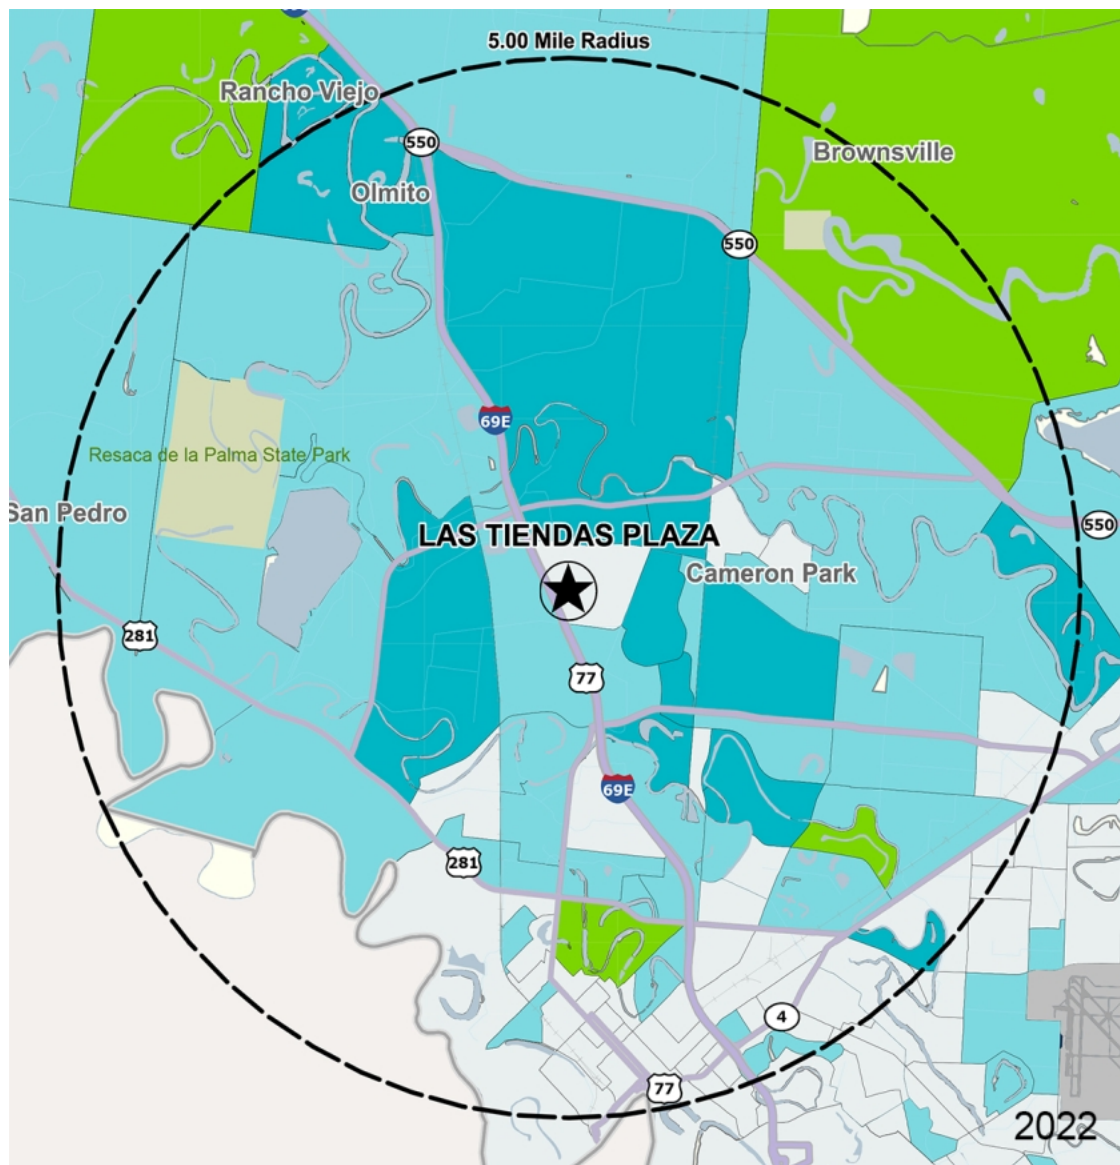 5.00 Mile Radius
Rancho Viejo
550
Brownsville
Olmito
550
69E
Resaca de la Palma State Park
San Pedro
550
LAS TIENDAS PLAZA
Cameron Park
281
77
69E
281
4
77
2022